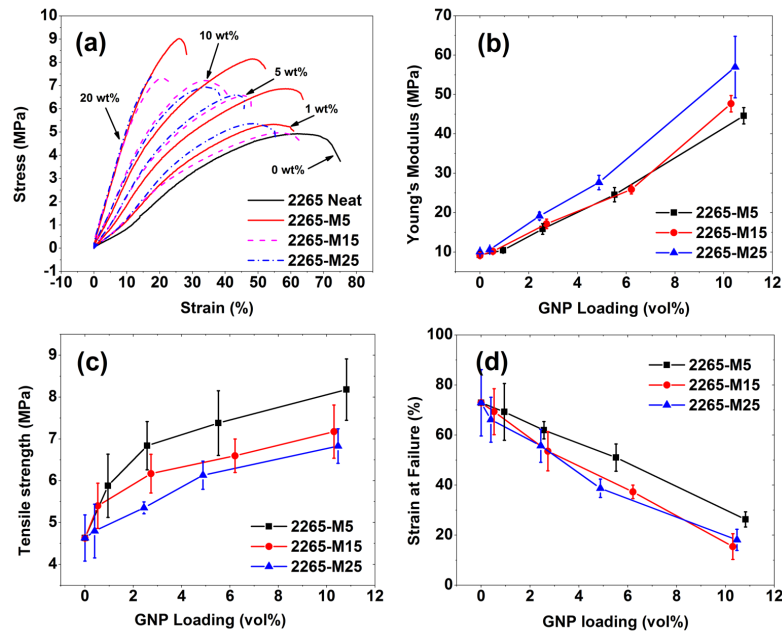 (a)
10 wt%
5 wt%
20 wt%
1 wt%
0 wt%
2265 Neat
2265-M5
2265-M15
2265-M25
Stress (MPa)
10
9
8
7
6
5
4
3
2
1
0
-1
0 10 20 30 40 50 60 70 80
Strain (%)
(b)
Young's Modulus (MPa)
70
60
50
40
30
20
10
2265-M5
2265-M15
2265-M25
0 2 4 6 8 10 12
GNP Loading (vol%)
(c)
Tensile strength (MPa)
9
8
7
6
5
4
2265-M5
2265-M15
2265-M25
0 2 4 6 8 10 12
GNP Loading (vol%)
(d)
Strain at Failure (%)
100
80
60
40
20
0
2265-M5
2265-M15
2265-M25
0 2 4 6 8 10 12
GNP loading (vol%)